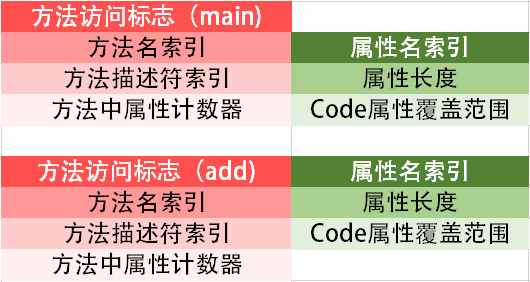 方法访问标志（main)
方法名索引 属性名索引
方法描述符索引 属性长度
方法中属性计数器 Code属性覆盖范围
方法访问标志（add) 属性名索引
方法名索引 属性长度
方法描述符索引 Code属性覆盖范围
方法中属性计数器